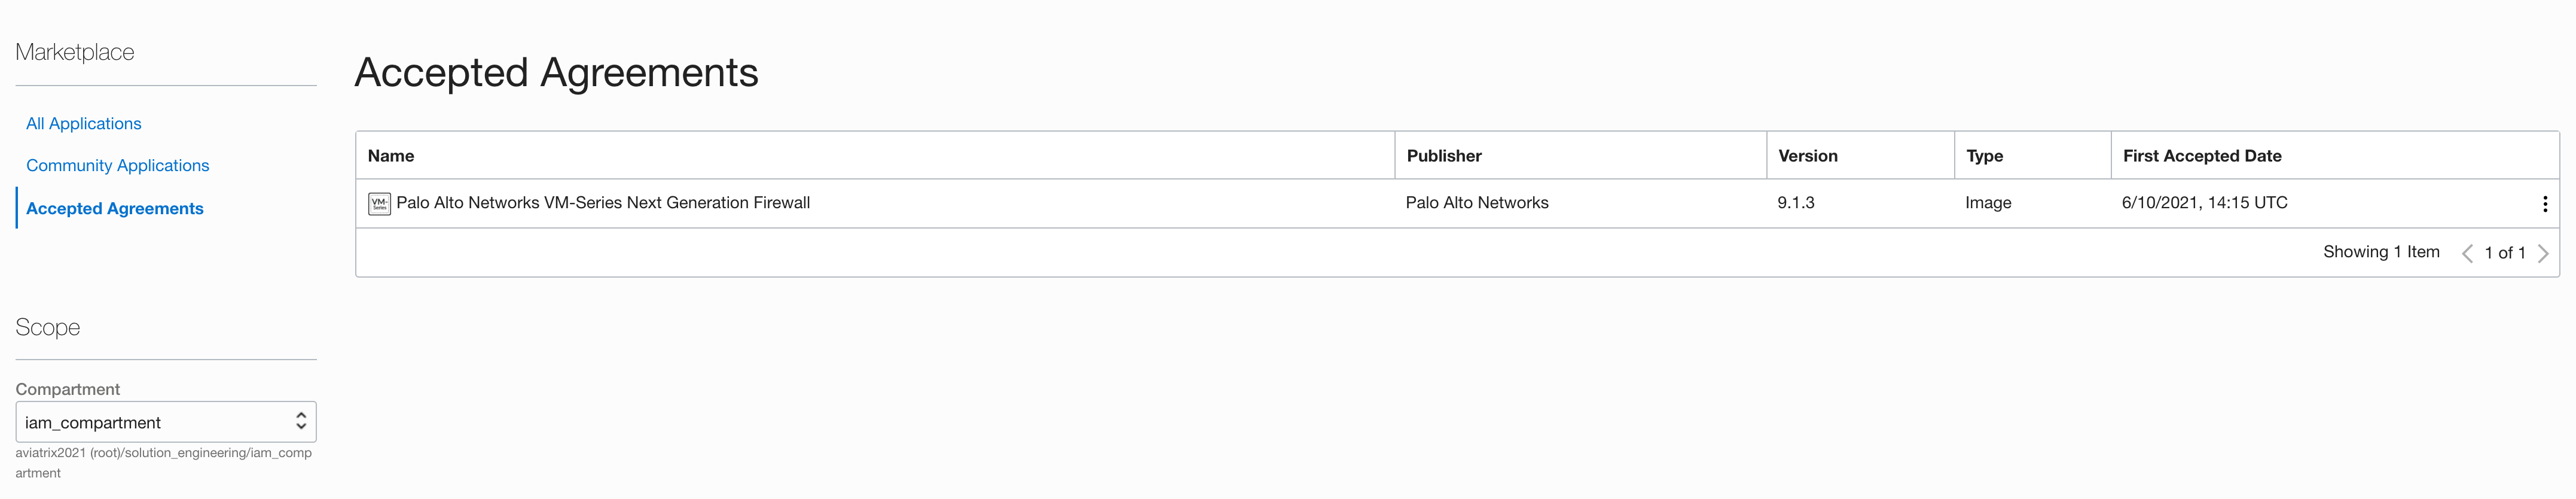 Marketplace
All Applications
Community Applications
Accepted Agreements
Scope
Compartment
iam_compartment
aviatrix2021 (root)/solution_engineering/iam_comp
artment
Accepted Agreements
Name Publisher Version Type First Accepted Date
VM-
Series
Palo Alto Networks VM-Series Next Generation Firewall Palo Alto Networks 9.1.3 Image 6/10/2021, 14:15 UTC
Showing 1 Item 1 of 1